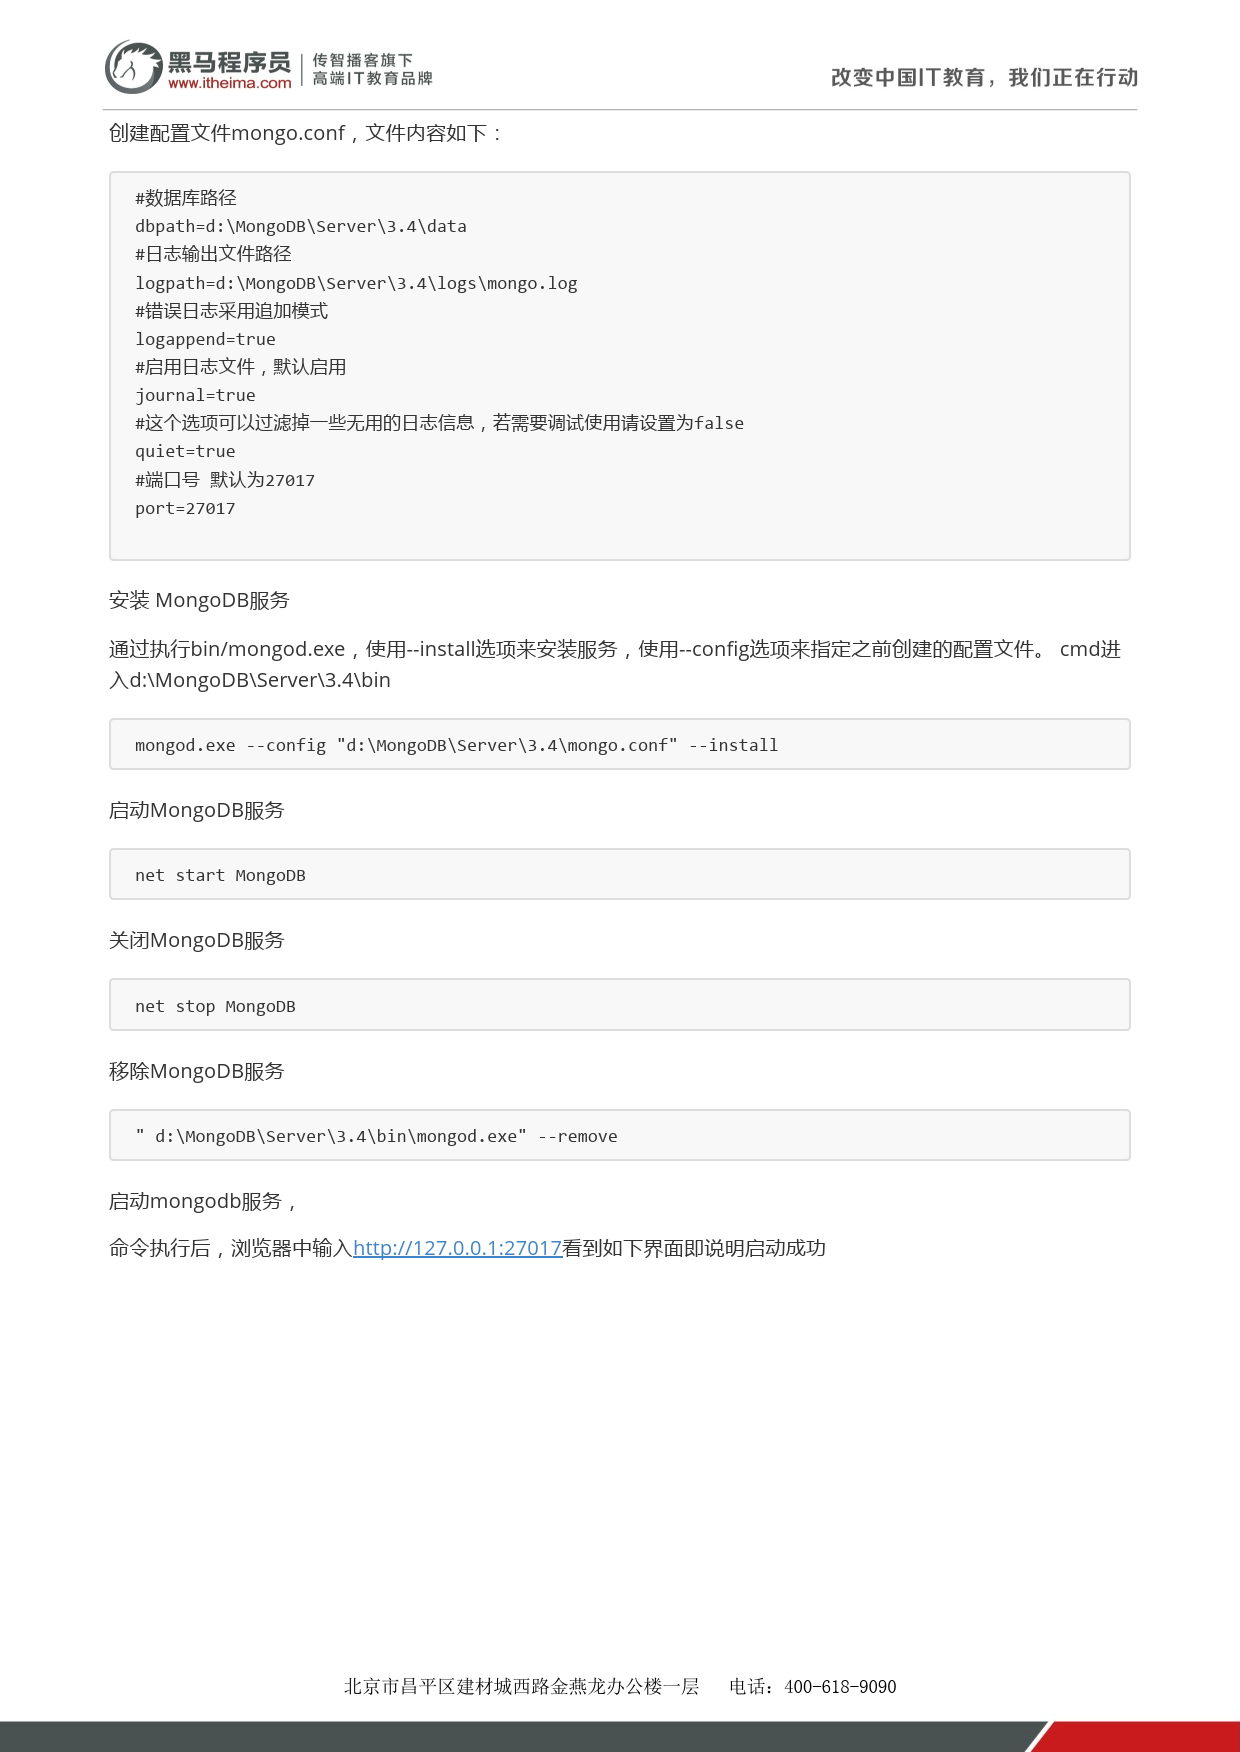 黑马程序员
www.itheima.com
传智播客旗下
高端IT教育品牌
改变中国IT教育，我们正在行动
创建配置文件mongo.conf，文件内容如下：
#数据库路径
dbpath=d:\MongoDB\Server\3.4\data
#日志输出文件路径
logpath=d:\MongoDB\Server\3.4\logs\mongo.log
#错误日志采用追加模式
logappend=true
#启用日志文件，默认启用
journal=true
#这个选项可以过滤掉一些无用的日志信息，若需要调试使用请设置为false
quiet=true
#端口号 默认为27017
port=27017
安装 MongoDB服务
通过执行bin/mongod.exe，使用--install选项来安装服务，使用--config选项来指定之前创建的配置文件。 cmd进
入d:\MongoDB\Server\3.4\bin
mongod.exe --config "d:\MongoDB\Server\3.4\mongo.conf" --install
启动MongoDB服务
net start MongoDB
关闭MongoDB服务
net stop MongoDB
移除MongoDB服务
" d:\MongoDB\Server\3.4\bin\mongod.exe" --remove
启动mongodb服务，
命令执行后，浏览器中输入http://127.0.0.1:27017看到如下界面即说明启动成功
北京市昌平区建材城西路金燕龙办公楼一层 电话：400-618-9090